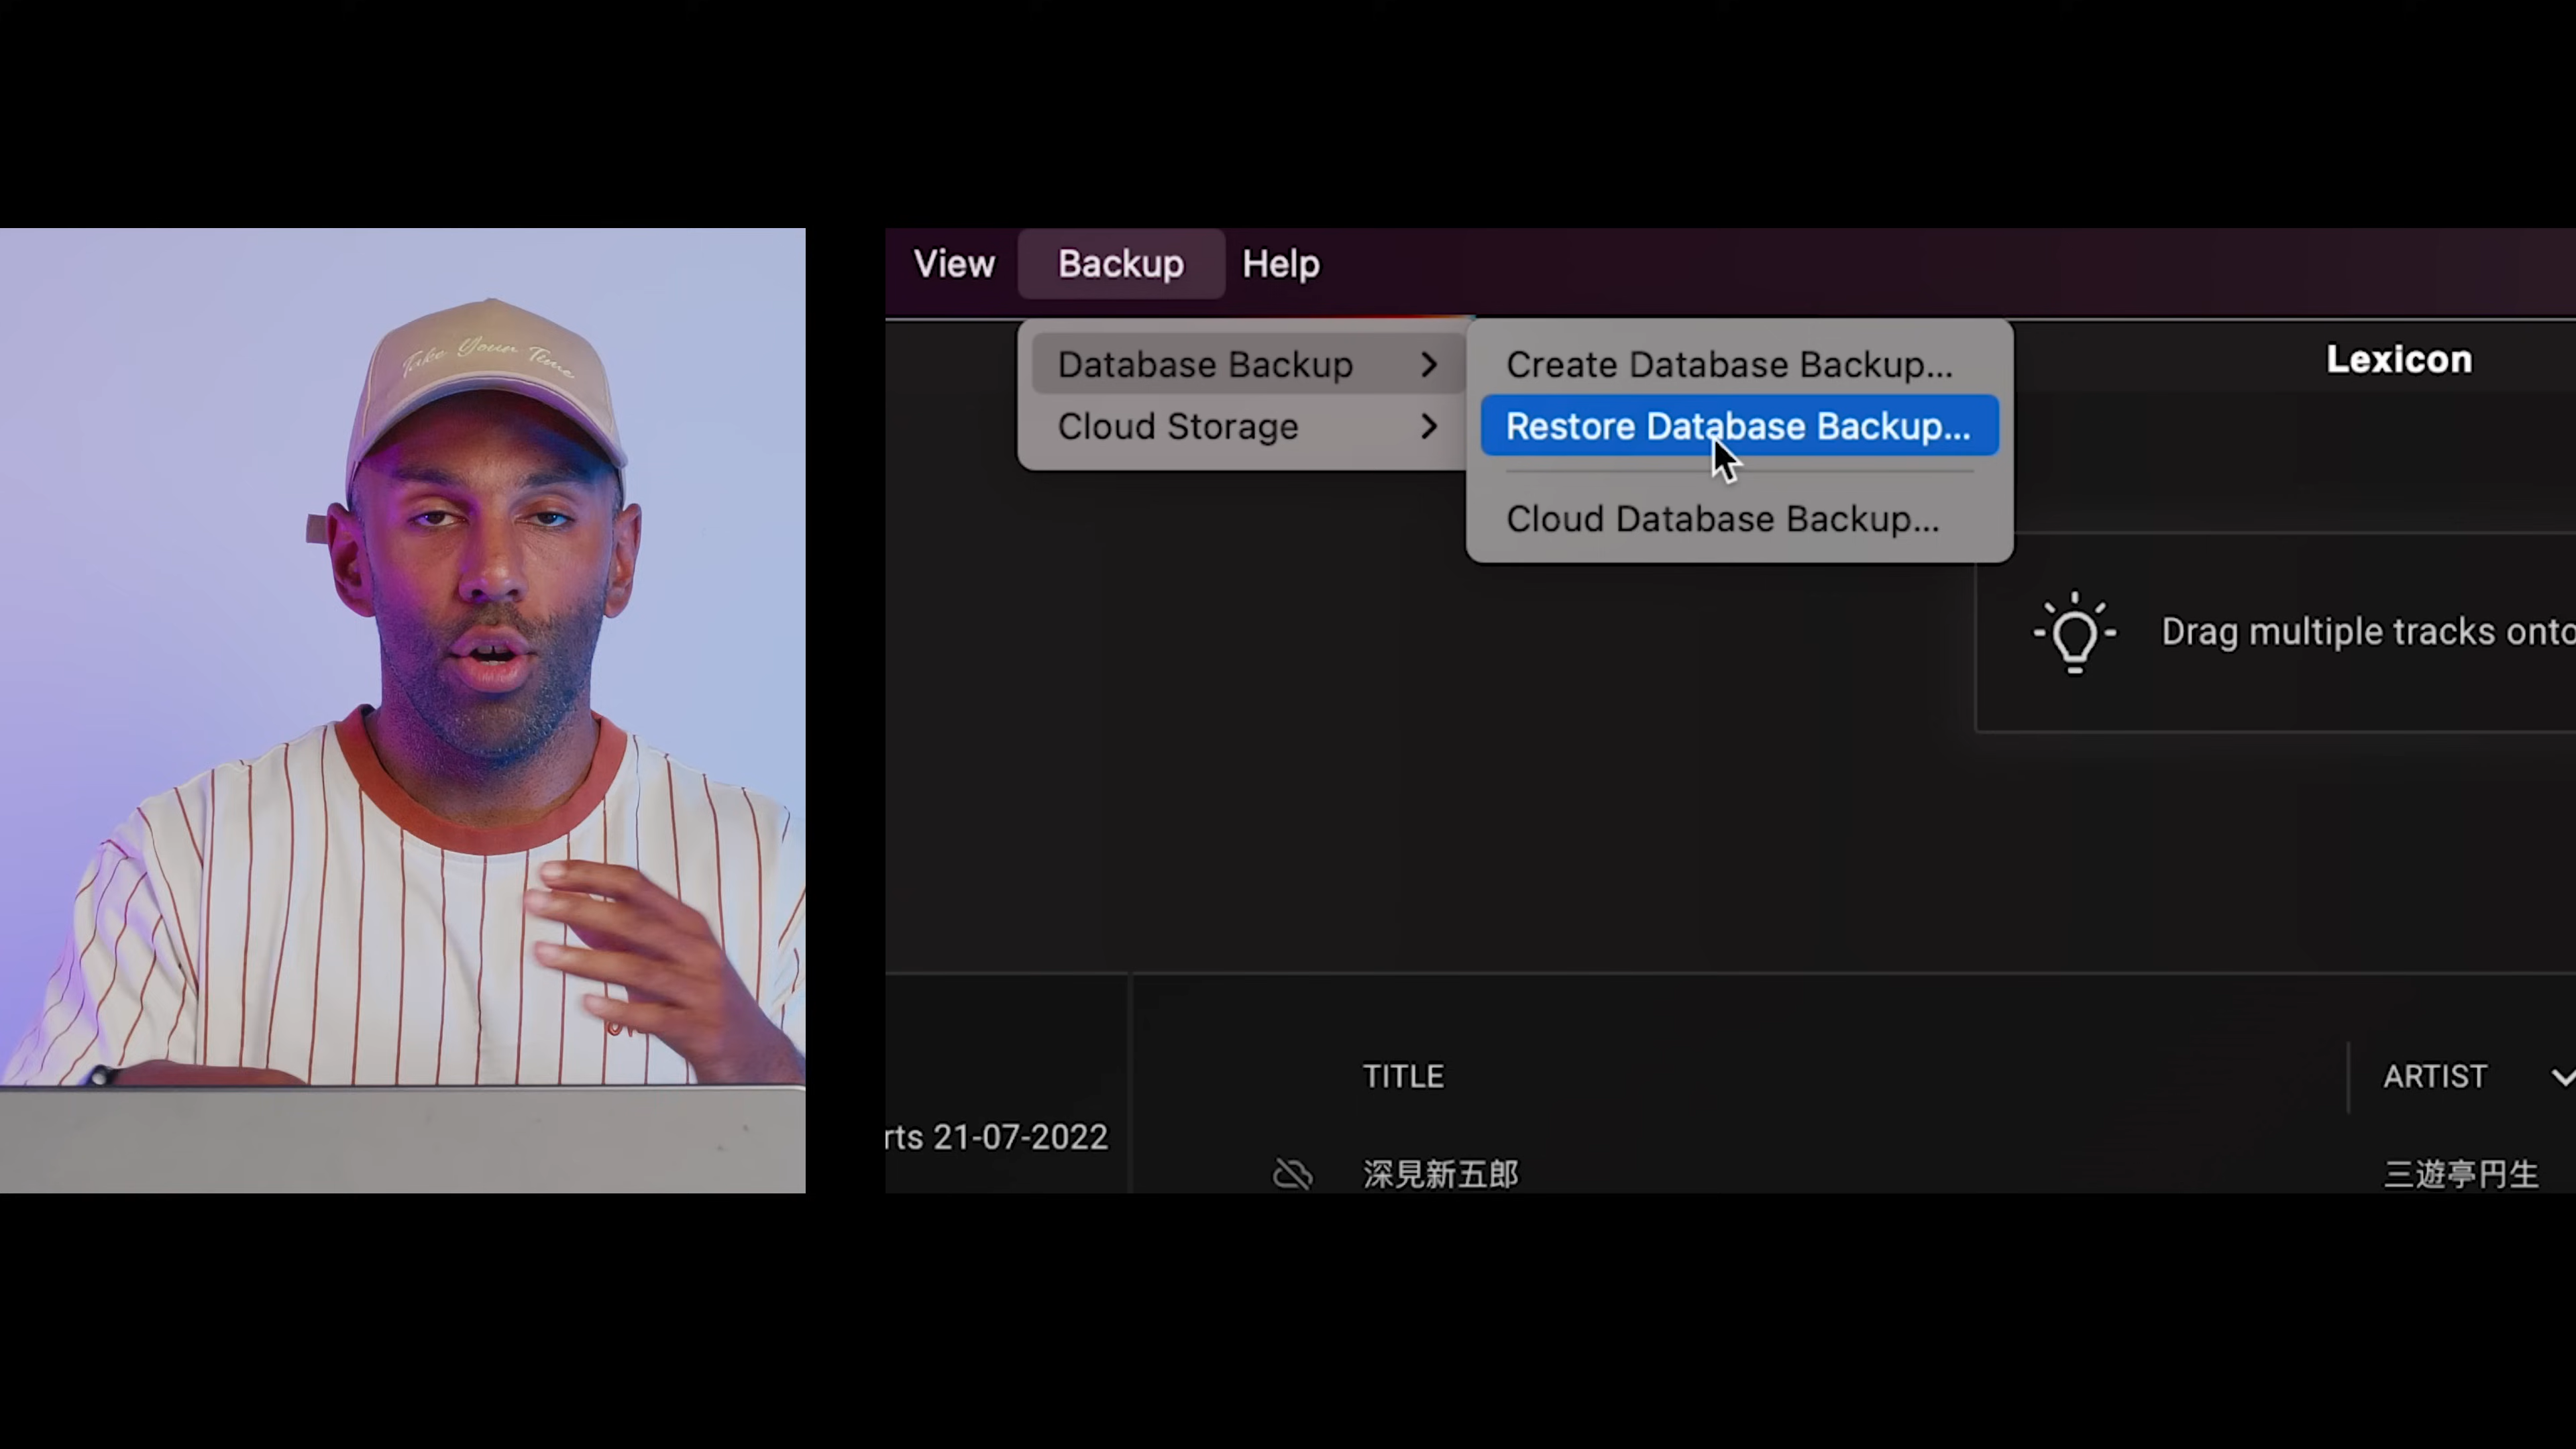 Take Your Time
View Backup Help
Database Backup
Cloud Storage
Create Database Backup...
Restore Database Backup...
Cloud Database Backup...
Lexicon
Drag multiple tracks onto
TITLE
ARTIST
rts 21-07-2022
深見新五郎
三遊亭円生